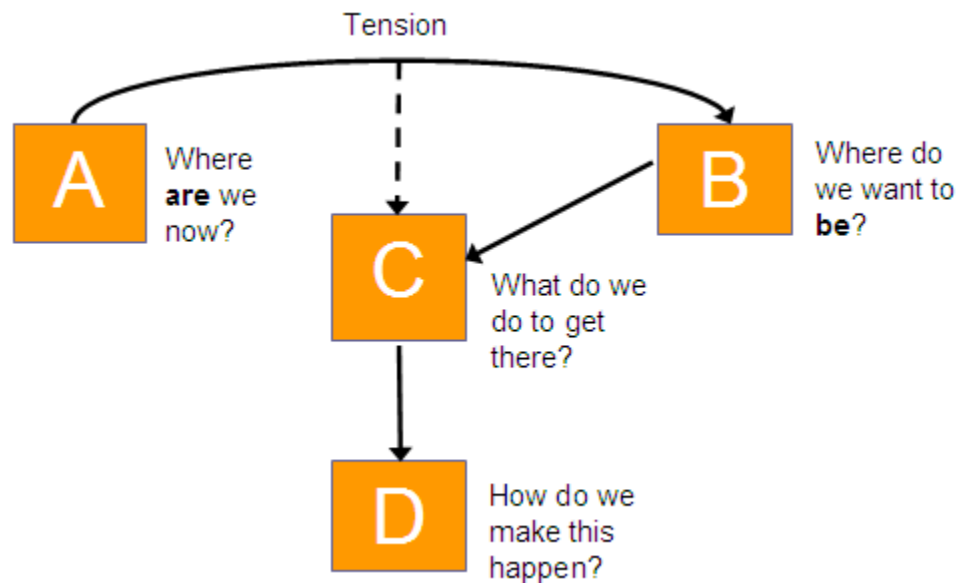 Tension
A
Where
are we
now?
B
Where do
we want to
be?
C
What do we
do to get
there?
D
How do we
make this
happen?